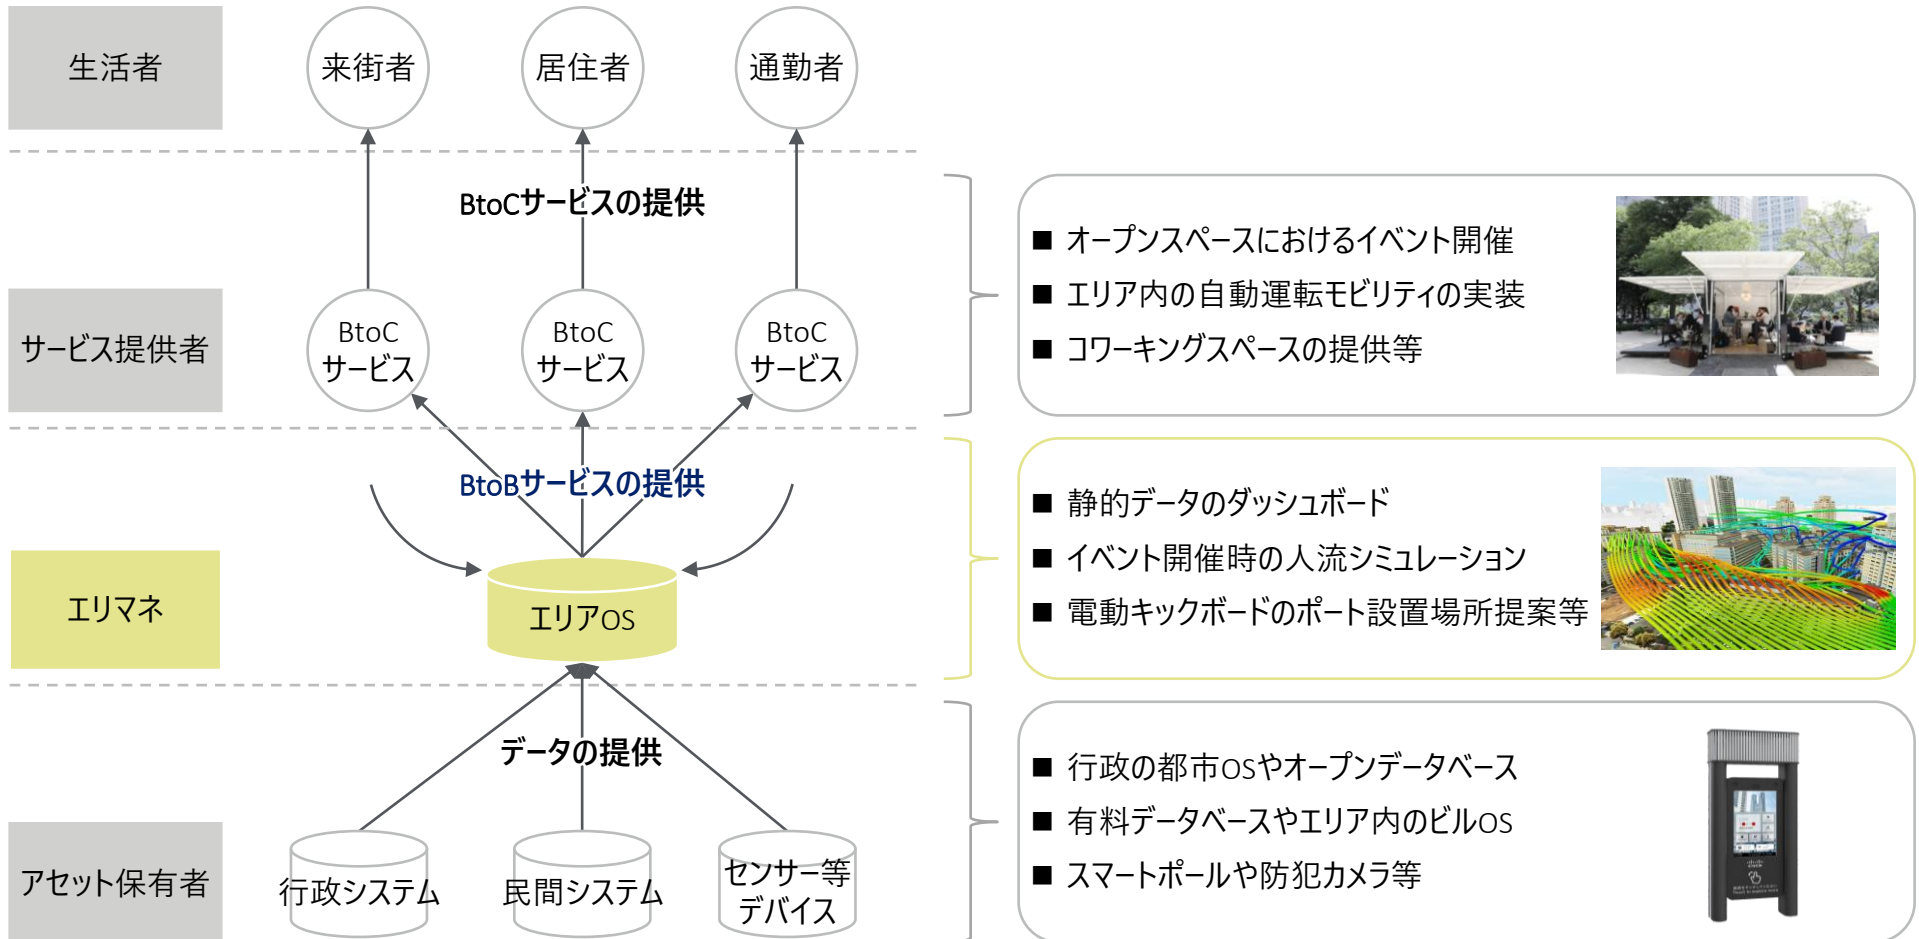 生活者
来街者
居住者
通勤者
BtoCサービスの提供
サービス提供者
BtoC
サービス
BtoC
サービス
BtoC
サービス
■ オープンスペースにおけるイベント開催
■ エリア内の自動運転モビリティの実装
■ コワーキングスペースの提供等
BtoBサービスの提供
エリマネ
エリアOS
■ 静的データのダッシュボード
■ イベント開催時の人流シミュレーション
■ 電動キックボードのポート設置場所提案等
データの提供
アセット保有者
行政システム
民間システム
センサー等
デバイス
■ 行政の都市OSやオープンデータベース
■ 有料データベースやエリア内のビルOS
■ スマートポールや防犯カメラ等